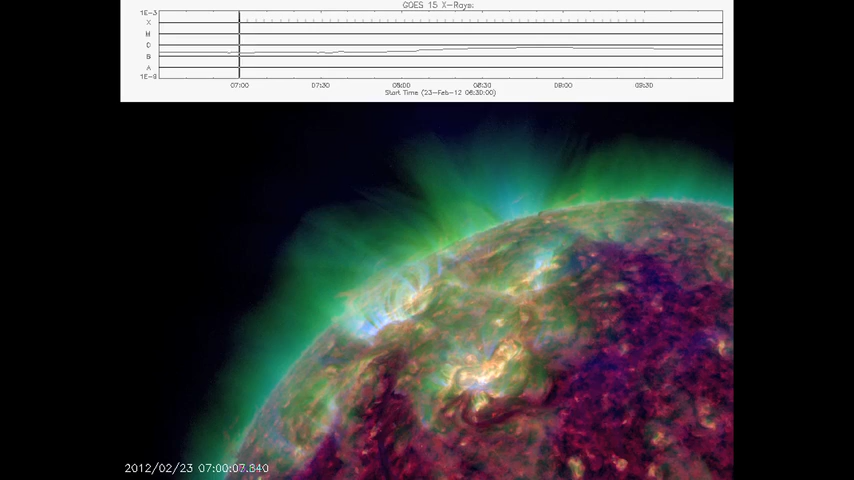 GOES 15 X-Rays:
1E-3
X
M
C
B
A
1E-9
07:00 07:30 08:00 08:30 09:00 09:30
Start Time (23-Feb-12 06:30:00)
2012/02/23 07:00:07.840